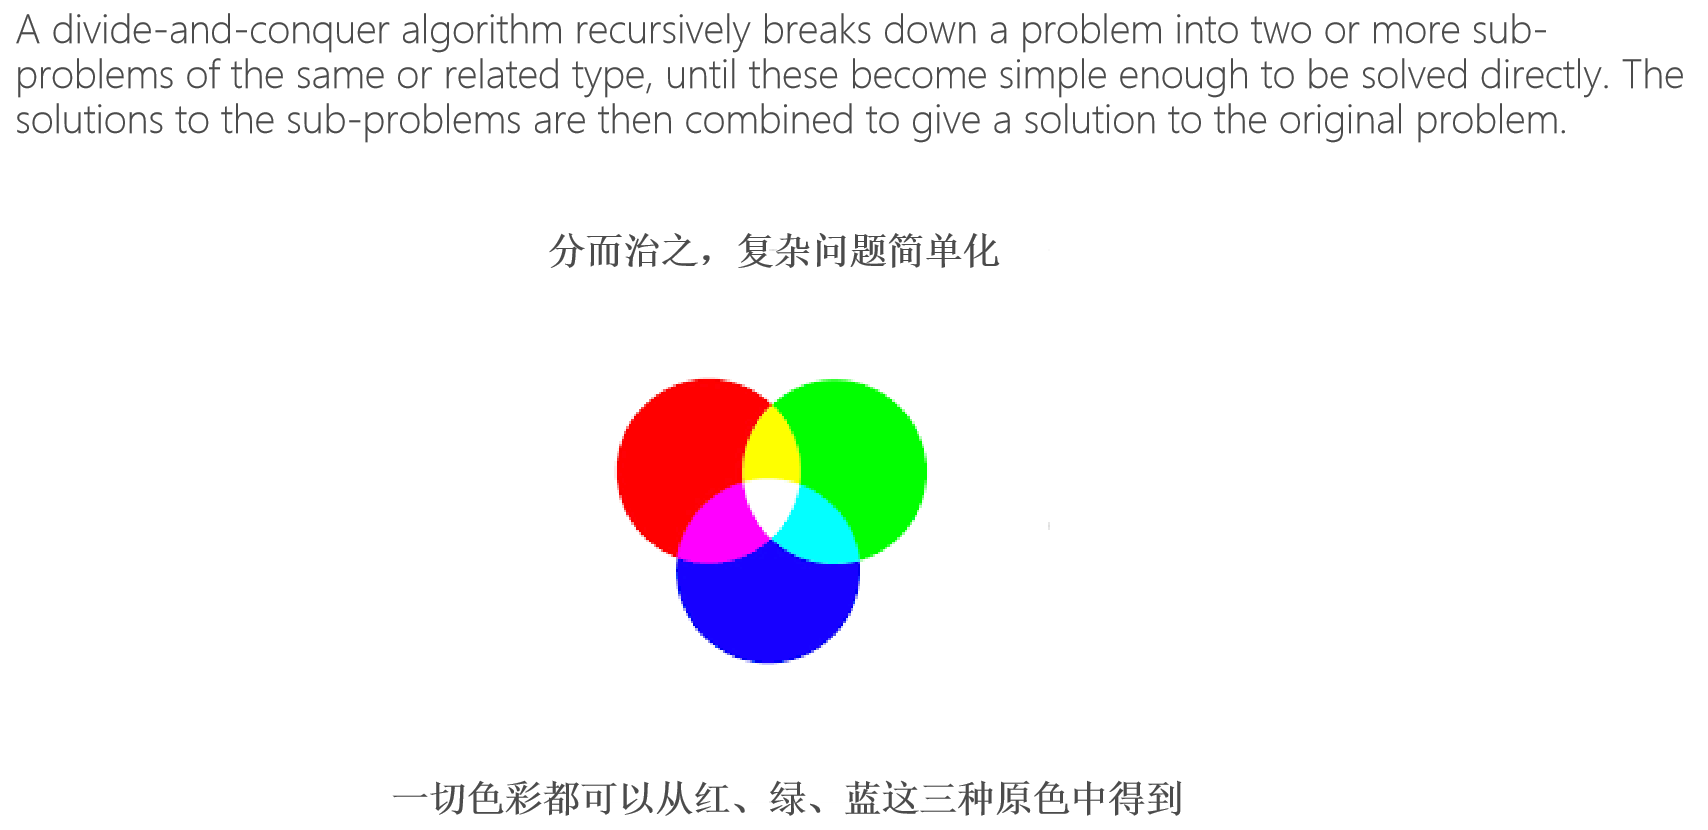 A divide-and-conquer algorithm recursively breaks down a problem into two or more sub-
problems of the same or related type, until these become simple enough to be solved directly. The
solutions to the sub-problems are then combined to give a solution to the original problem.
分而治之，复杂问题简单化
一切色彩都可以从红、绿、蓝这三种原色中得到